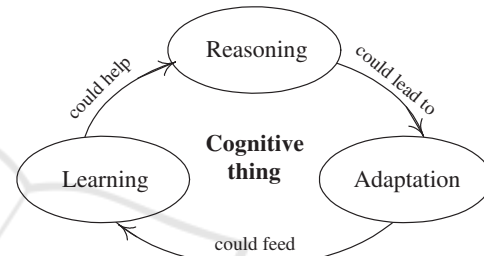 Reasoning
could help
could lead to
Cognitive
thing
Learning
Adaptation
could feed